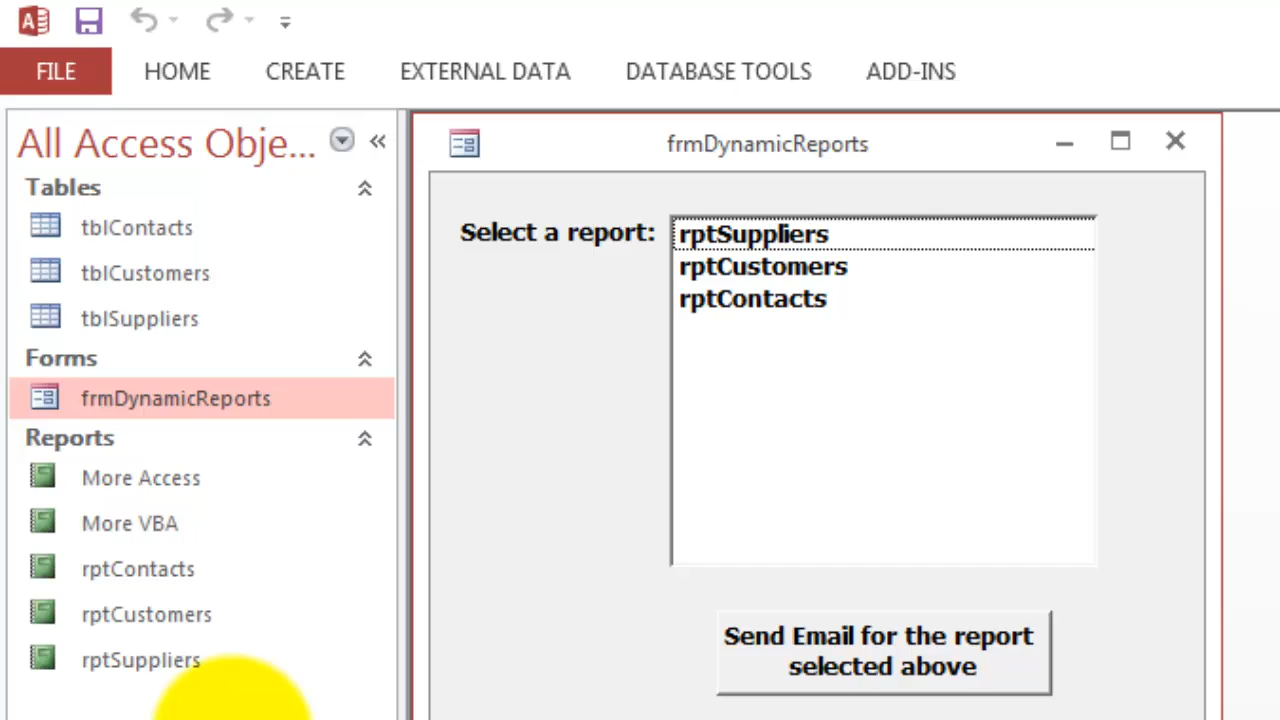 FILE HOME CREATE EXTERNAL DATA DATABASE TOOLS ADD-INS
All Access Obje...
Tables
tblContacts
tblCustomers
tblSuppliers
Forms
frmDynamicReports
Reports
More Access
More VBA
rptContacts
rptCustomers
rptSuppliers
frmDynamicReports
Select a report:
rptSuppliers
rptCustomers
rptContacts
Send Email for the report
selected above